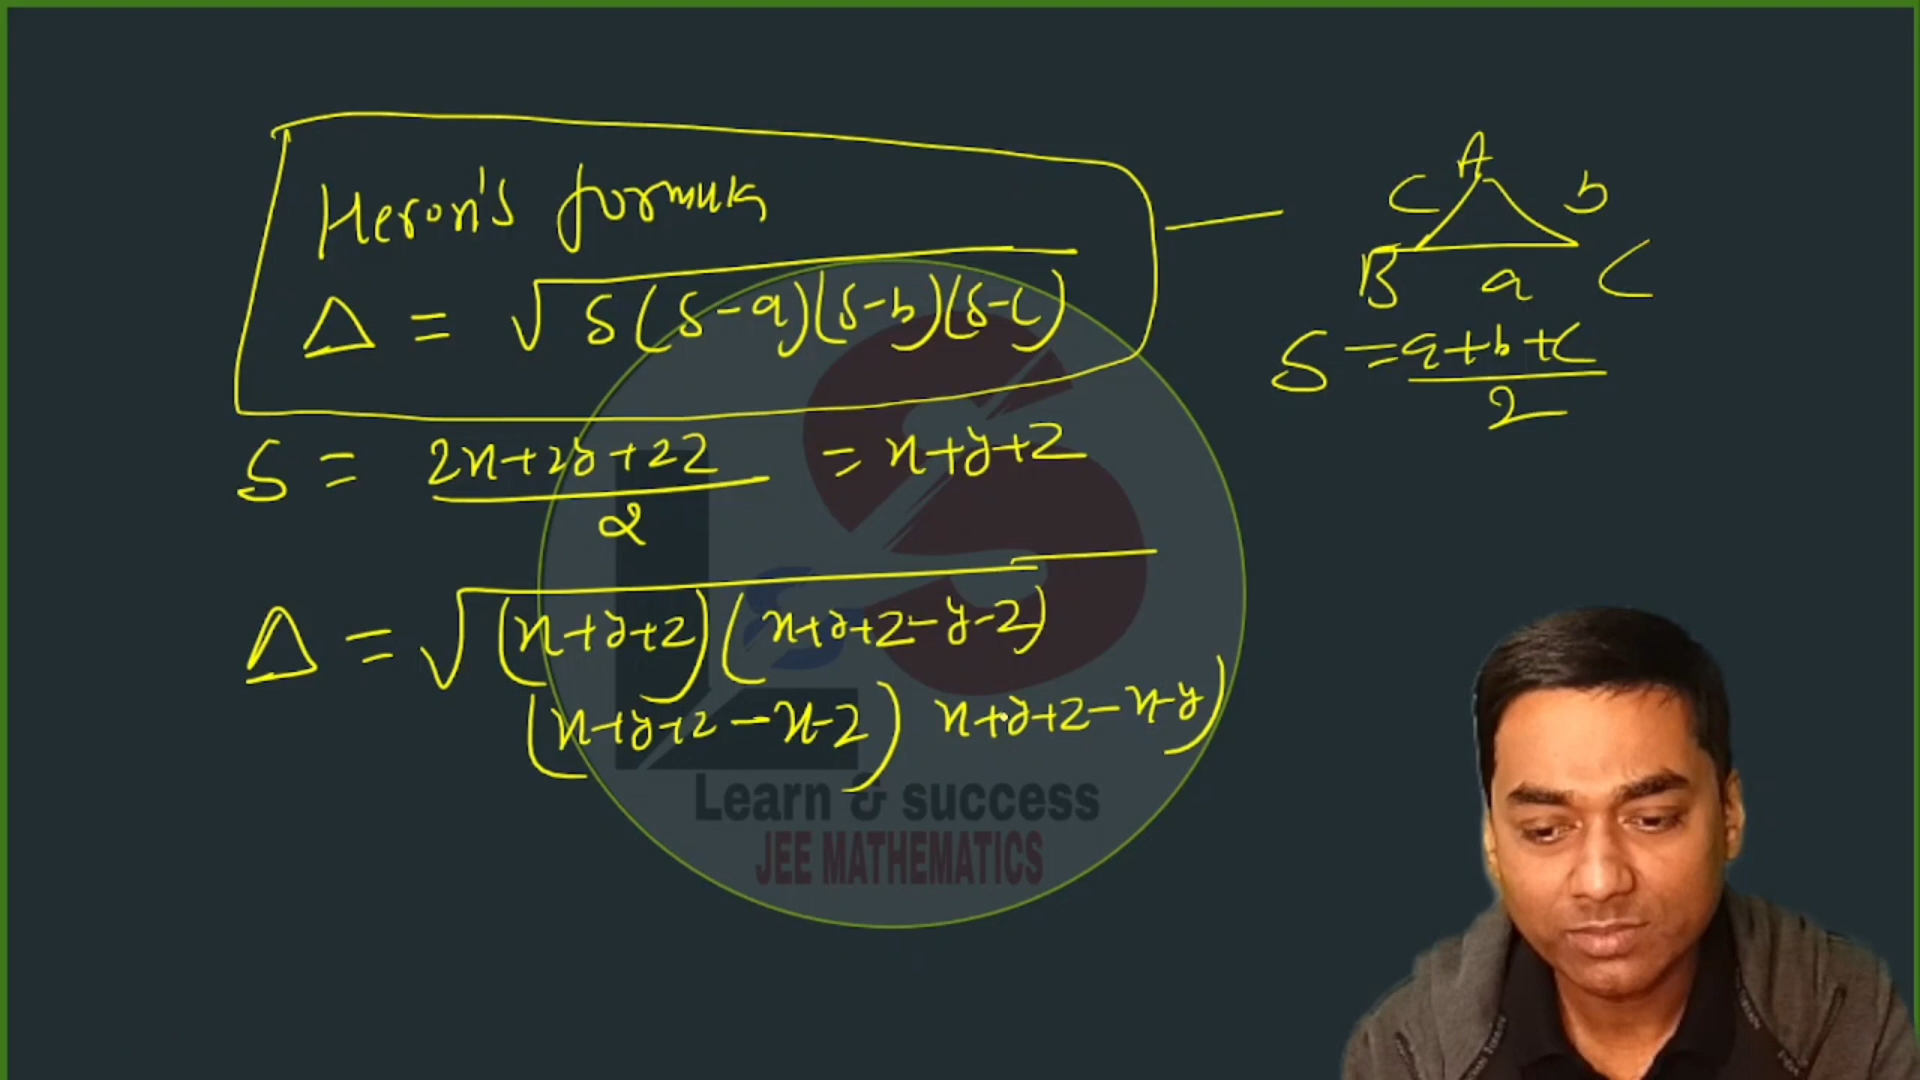 Heron's formula
Δ = √S(S-a)(S-b)(S-c)
A
c b
B a C
S = a+b+c/2
S = 2x+2y+2z/2 = x+y+z
Δ = √(x+y+z)(x+y+z-y-z)
(x+y+z-x-z) x+y+z-x-y)
Learn & success
JEE MATHEMATICS